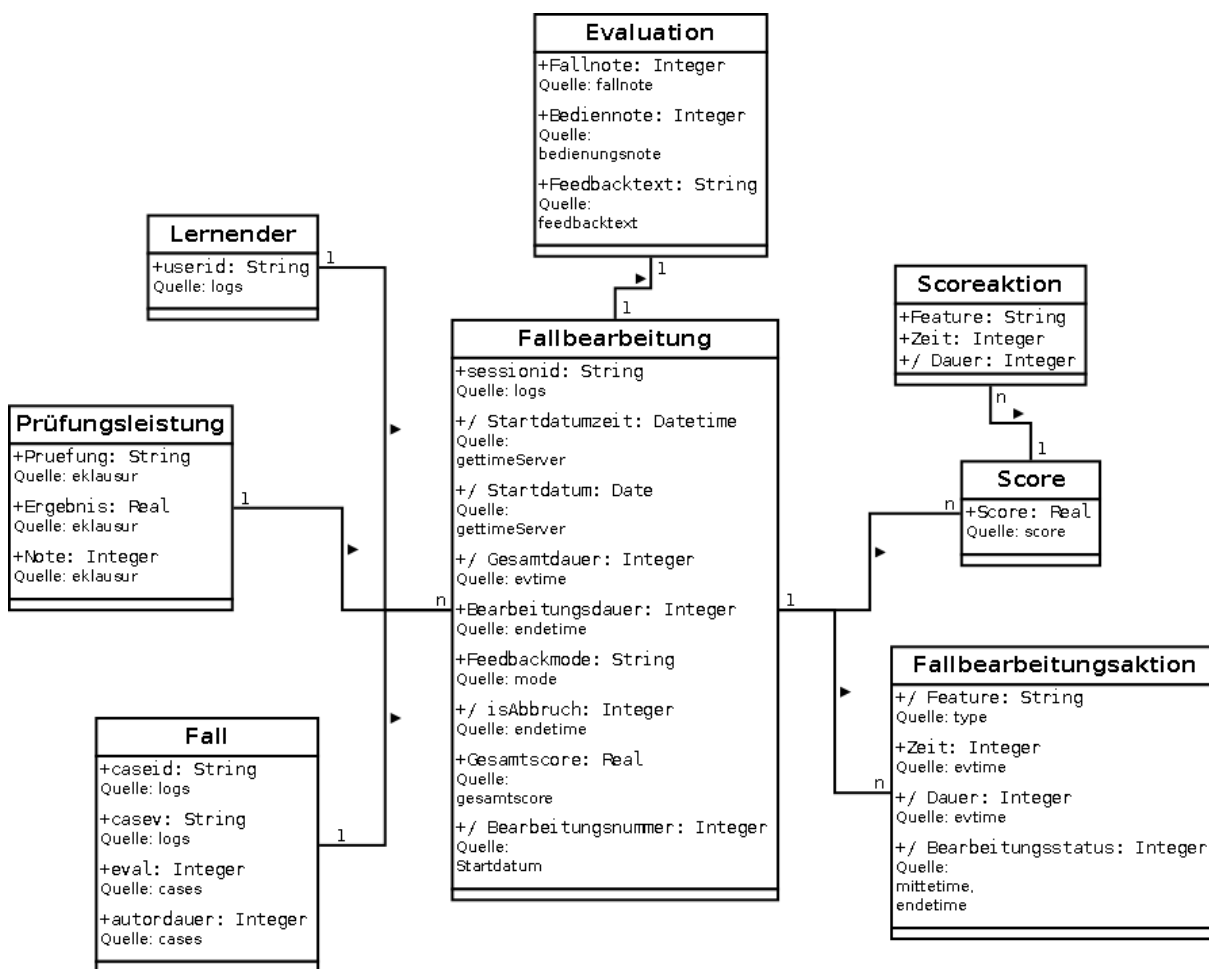 Evaluation
+Fallnote: Integer
Quelle: fallnote
+Bediennote: Integer
Quelle:
bedienungsnote
+Feedbacktext: String
Quelle:
feedbacktext
1
1
Lernender
+userid: String
Quelle: logs
1
Prüfungsleistung
+Pruefung: String
Quelle: eklausur
+Ergebnis: Real
Quelle: eklausur
+Note: Integer
Quelle: eklausur
1
Fall
+caseid: String
Quelle: logs
+casev: String
Quelle: logs
+eval: Integer
Quelle: cases
+autordauer: Integer
Quelle: cases
1
n
Fallbearbeitung
+sessionid: String
Quelle: logs
+/ Startdatumzeit: Datetime
Quelle:
gettimeServer
+/ Startdatum: Date
Quelle:
gettimeServer
+/ Gesamtdauer: Integer
Quelle: evtime
+Bearbeitungsdauer: Integer
Quelle: endetime
+Feedbackmode: String
Quelle: mode
+/ isAbbruch: Integer
Quelle: endetime
+Gesamtscore: Real
Quelle:
gesamtscore
+/ Bearbeitungsnummer: Integer
Quelle:
Startdatum
1
Scoreaktion
+Feature: String
+Zeit: Integer
+/ Dauer: Integer
n
1
Score
+Score: Real
Quelle: score
n
Fallbearbeitungsaktion
+/ Feature: String
Quelle: type
+Zeit: Integer
Quelle: evtime
+/ Dauer: Integer
Quelle: evtime
+/ Bearbeitungsstatus: Integer
Quelle:
mittetime,
endetime
n